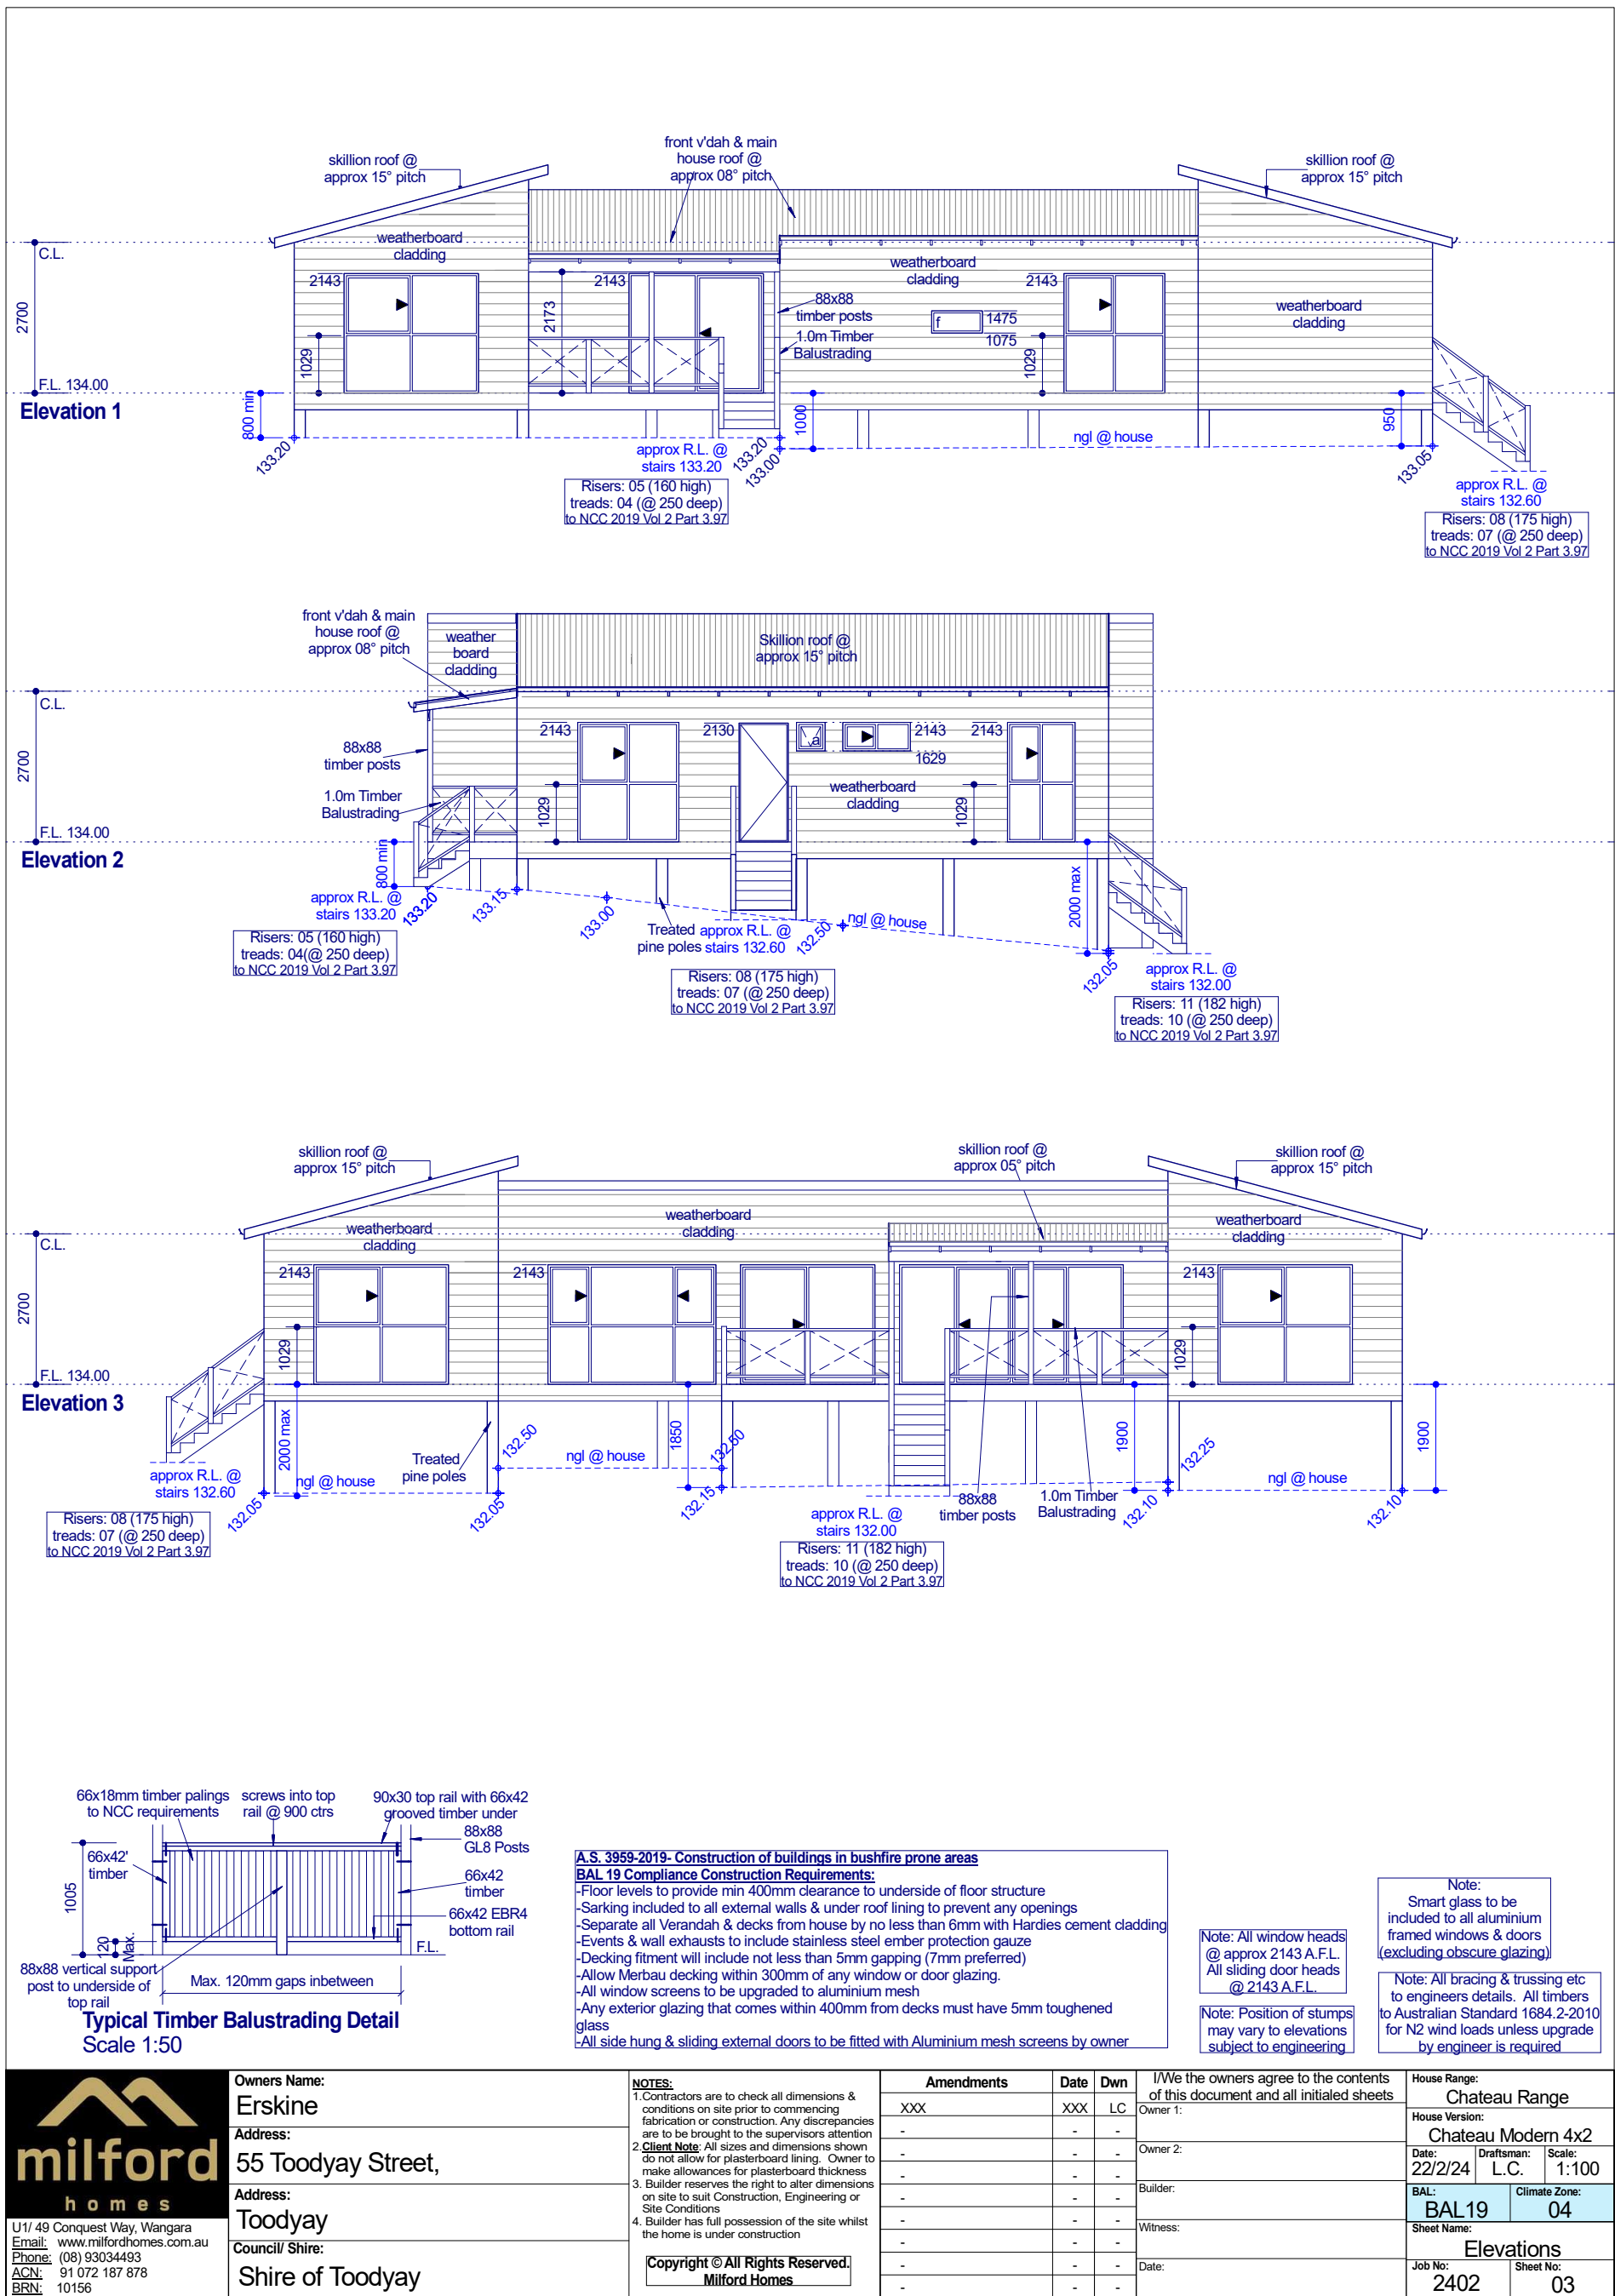 front v'dah & main
house roof @
approx 08° pitch
skillion roof @
approx 15° pitch
skillion roof @
approx 15° pitch
C.L.
weatherboard
cladding
weatherboard
cladding
weatherboard
cladding
2143
2143
2143
2700
2173
88x88
timber posts
f
1475
1075
1.0m Timber
Balustrading
1029
1029
F.L. 134.00
Elevation 1
800 min
1000
950
ngl @ house
133.20
approx R.L. @
stairs 133.20
133.20
133.00
133.05
Risers: 05 (160 high)
treads: 04 (@ 250 deep)
to NCC 2019 Vol 2 Part 3.97
approx R.L. @
stairs 132.60
Risers: 08 (175 high)
treads: 07 (@ 250 deep)
to NCC 2019 Vol 2 Part 3.97
front v'dah & main
house roof @
approx 08° pitch
weather
board
cladding
Skillion roof @
approx 15° pitch
C.L.
2143
2130
a
2143
2143
1629
88x88
timber posts
2700
weatherboard
cladding
1.0m Timber
Balustrading
1029
1029
F.L. 134.00
Elevation 2
800 min
2000 max
approx R.L. @
stairs 133.20
133.20
133.15
133.00
Treated
pine poles
approx R.L. @
stairs 132.60
132.50
ngl @ house
132.05
Risers: 05 (160 high)
treads: 04(@ 250 deep)
to NCC 2019 Vol 2 Part 3.97
Risers: 08 (175 high)
treads: 07 (@ 250 deep)
to NCC 2019 Vol 2 Part 3.97
approx R.L. @
stairs 132.00
Risers: 11 (182 high)
treads: 10 (@ 250 deep)
to NCC 2019 Vol 2 Part 3.97
skillion roof @
approx 15° pitch
skillion roof @
approx 05° pitch
skillion roof @
approx 15° pitch
C.L.
weatherboard
cladding
weatherboard
cladding
weatherboard
cladding
2143
2143
2143
2700
1029
1029
F.L. 134.00
Elevation 3
2000 max
Treated
pine poles
132.50
ngl @ house
1850
132.50
1900
132.25
1900
approx R.L. @
stairs 132.60
ngl @ house
ngl @ house
132.05
132.05
132.15
88x88
timber posts
1.0m Timber
Balustrading
132.10
132.10
Risers: 08 (175 high)
treads: 07 (@ 250 deep)
to NCC 2019 Vol 2 Part 3.97
approx R.L. @
stairs 132.00
Risers: 11 (182 high)
treads: 10 (@ 250 deep)
to NCC 2019 Vol 2 Part 3.97
66x18mm timber palings
to NCC requirements
screws into top
rail @ 900 ctrs
90x30 top rail with 66x42
grooved timber under
88x88
GL8 Posts
66x42'
timber
66x42
timber
1005
66x42 EBR4
bottom rail
120
Max.
F.L.
88x88 vertical support
post to underside of
top rail
Max. 120mm gaps inbetween
Typical Timber Balustrading Detail
Scale 1:50
A.S. 3959-2019- Construction of buildings in bushfire prone areas
BAL 19 Compliance Construction Requirements:
-Floor levels to provide min 400mm clearance to underside of floor structure
-Sarking included to all external walls & under roof lining to prevent any openings
-Separate all Verandah & decks from house by no less than 6mm with Hardies cement cladding
-Events & wall exhausts to include stainless steel ember protection gauze
-Decking fitment will include not less than 5mm gapping (7mm preferred)
-Allow Merbau decking within 300mm of any window or door glazing.
-All window screens to be upgraded to aluminium mesh
-Any exterior glazing that comes within 400mm from decks must have 5mm toughened
glass
-All side hung & sliding external doors to be fitted with Aluminium mesh screens by owner
Note: All window heads
@ approx 2143 A.F.L.
All sliding door heads
@ 2143 A.F.L.
Note: Position of stumps
may vary to elevations
subject to engineering
Note:
Smart glass to be
included to all aluminium
framed windows & doors
(excluding obscure glazing)
Note: All bracing & trussing etc
to engineers details. All timbers
to Australian Standard 1684.2-2010
for N2 wind loads unless upgrade
by engineer is required
milford
homes
U1/ 49 Conquest Way, Wangara
Email: www.milfordhomes.com.au
Phone: (08) 93034493
ACN: 91 072 187 878
BRN: 10156
Owners Name:
Erskine
Address:
55 Toodyay Street,
Address:
Toodyay
Council/ Shire:
Shire of Toodyay
NOTES:
1.Contractors are to check all dimensions &
conditions on site prior to commencing
fabrication or construction. Any discrepancies
are to be brought to the supervisors attention
2.Client Note: All sizes and dimensions shown
do not allow for plasterboard lining. Owner to
make allowances for plasterboard thickness
3. Builder reserves the right to alter dimensions
on site to suit Construction, Engineering or
Site Conditions
4. Builder has full possession of the site whilst
the home is under construction
Copyright © All Rights Reserved.
Milford Homes
Amendments Date Dwn
XXX XXX LC
- - -
- - -
- - -
- - -
- - -
- - -
- - -
- - -
I/We the owners agree to the contents
of this document and all initialed sheets
Owner 1:
Owner 2:
Builder:
Witness:
Date:
House Range:
Chateau Range
House Version:
Chateau Modern 4x2
Date: Draftsman: Scale:
22/2/24 L.C. 1:100
BAL: Climate Zone:
BAL19 04
Sheet Name:
Elevations
Job No: Sheet No:
2402 03